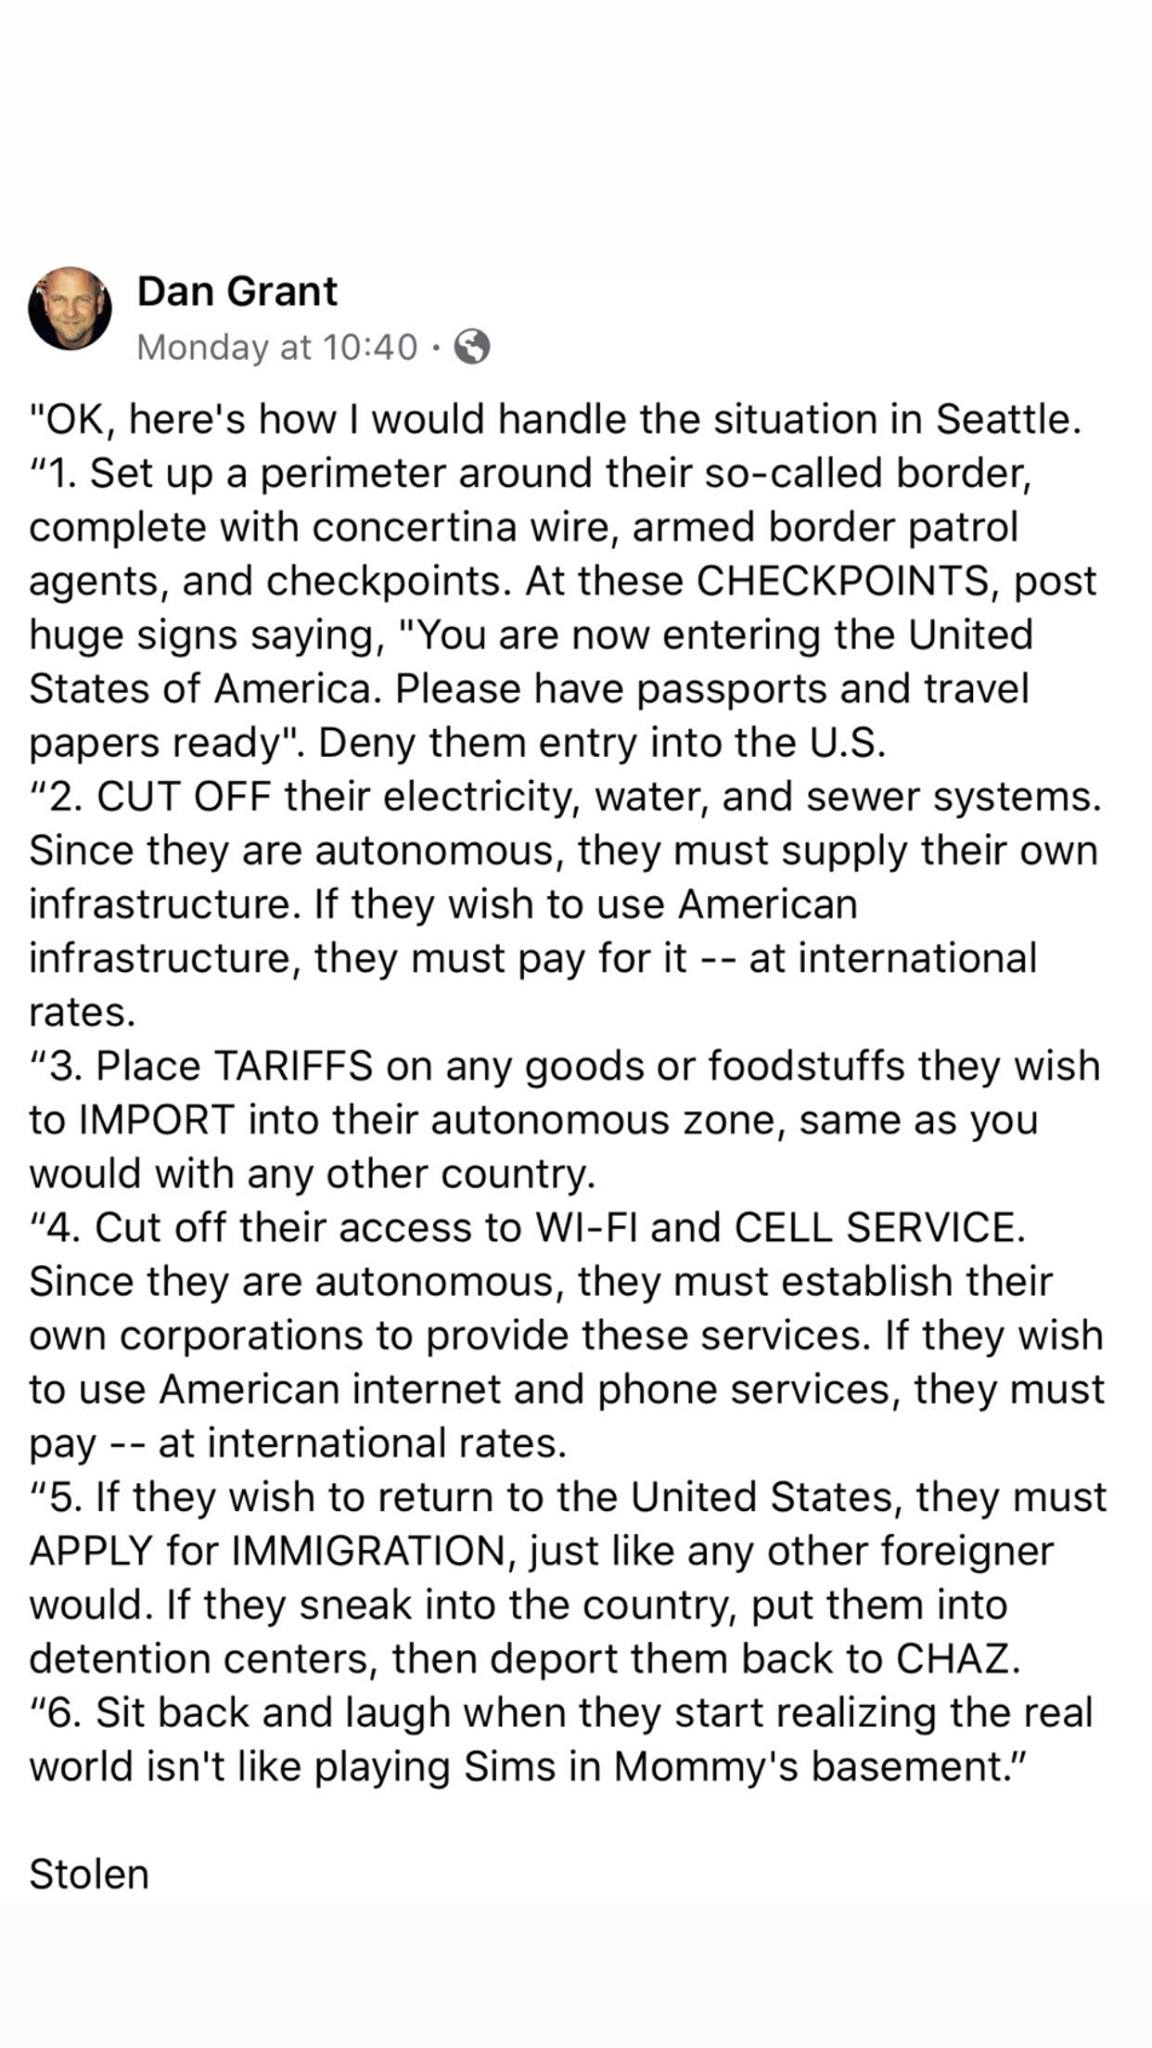 Dan Grant
Monday at 10:40 ·
"OK, here's how I would handle the situation in Seattle.
“1. Set up a perimeter around their so-called border,
complete with concertina wire, armed border patrol
agents, and checkpoints. At these CHECKPOINTS, post
huge signs saying, "You are now entering the United
States of America. Please have passports and travel
papers ready". Deny them entry into the U.S.
“2. CUT OFF their electricity, water, and sewer systems.
Since they are autonomous, they must supply their own
infrastructure. If they wish to use American
infrastructure, they must pay for it -- at international
rates.
“3. Place TARIFFS on any goods or foodstuffs they wish
to IMPORT into their autonomous zone, same as you
would with any other country.
“4. Cut off their access to WI-FI and CELL SERVICE.
Since they are autonomous, they must establish their
own corporations to provide these services. If they wish
to use American internet and phone services, they must
pay -- at international rates.
“5. If they wish to return to the United States, they must
APPLY for IMMIGRATION, just like any other foreigner
would. If they sneak into the country, put them into
detention centers, then deport them back to CHAZ.
“6. Sit back and laugh when they start realizing the real
world isn't like playing Sims in Mommy's basement.”
Stolen